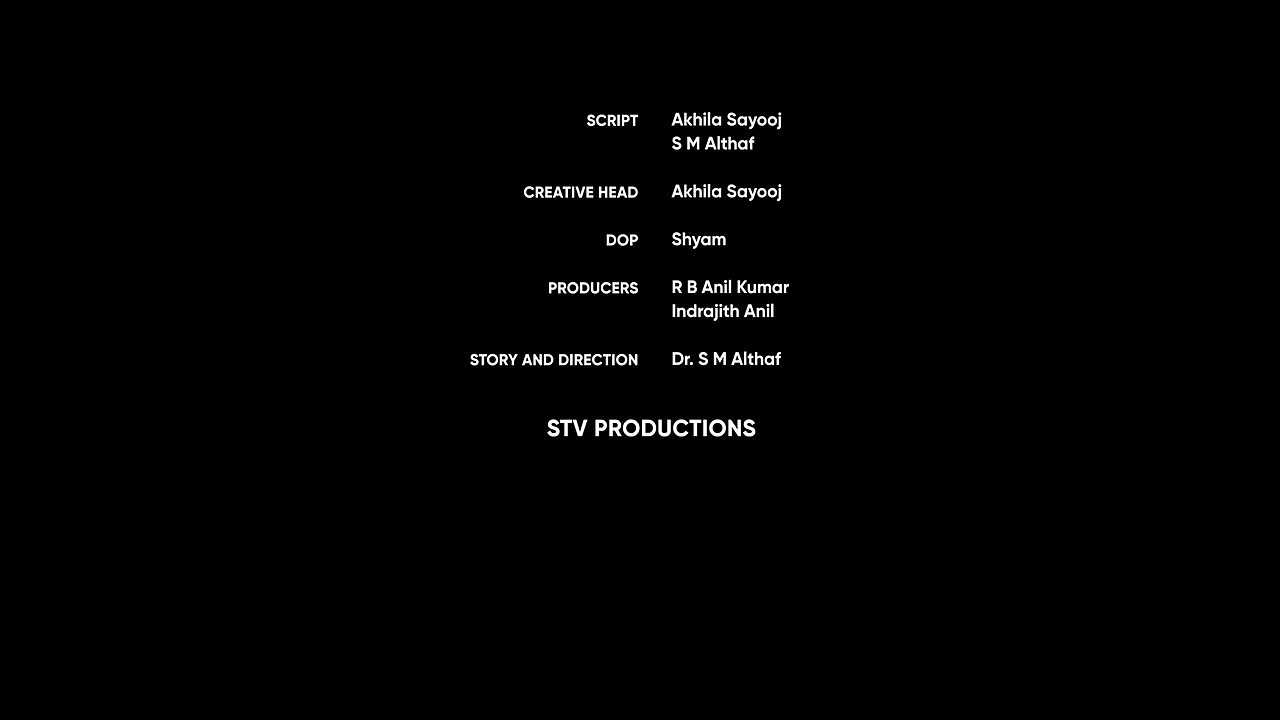 SCRIPT Akhila Sayooj
S M Althaf
CREATIVE HEAD Akhila Sayooj
DOP Shyam
PRODUCERS R B Anil Kumar
Indrajith Anil
STORY AND DIRECTION Dr. S M Althaf
STV PRODUCTIONS